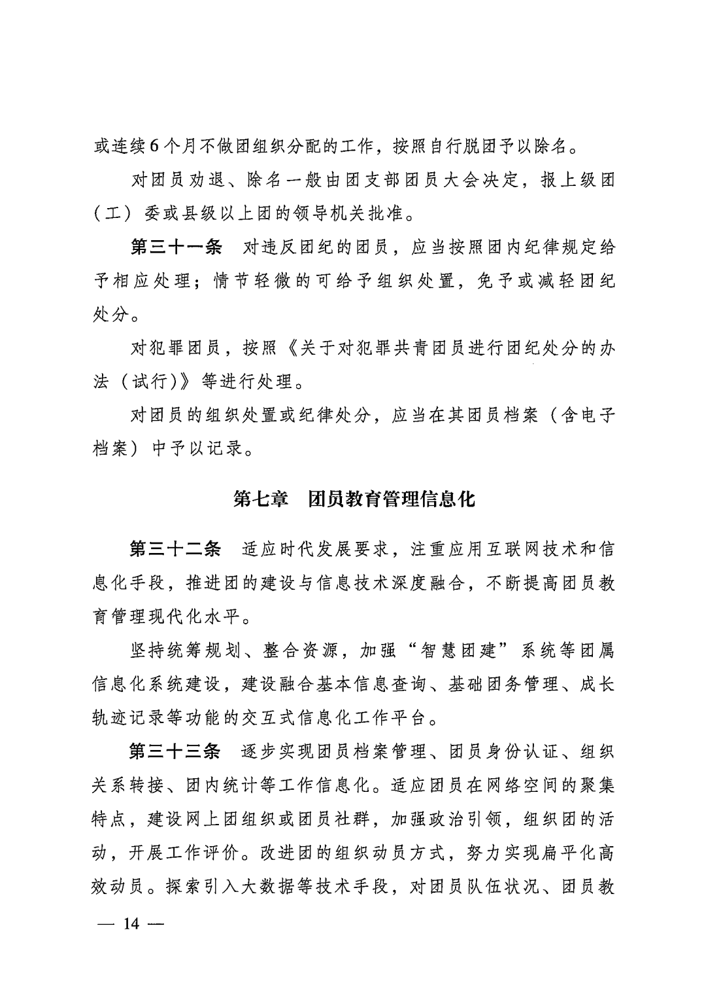 或连续6个月不做团组织分配的工作，按照自行脱团予以除名。
对团员劝退、除名一般由团支部团员大会决定，报上级团
（工）委或县级以上团的领导机关批准。
第三十一条　对违反团纪的团员，应当按照团内纪律规定给
予相应处理；情节轻微的可给予组织处置，免予或减轻团纪
处分。
对犯罪团员，按照《关于对犯罪共青团员进行团纪处分的办
法（试行）》等进行处理。
对团员的组织处置或纪律处分，应当在其团员档案（含电子
档案）中予以记录。
第七章　团员教育管理信息化
第三十二条　适应时代发展要求，注重应用互联网技术和信
息化手段，推进团的建设与信息技术深度融合，不断提高团员教
育管理现代化水平。
坚持统筹规划、整合资源，加强“智慧团建”系统等团属
信息化系统建设，建设融合基本信息查询、基础团务管理、成长
轨迹记录等功能的交互式信息化工作平台。
第三十三条　逐步实现团员档案管理、团员身份认证、组织
关系转接、团内统计等工作信息化。适应团员在网络空间的聚集
特点，建设网上团组织或团员社群，加强政治引领，组织团的活
动，开展工作评价。改进团的组织动员方式，努力实现扁平化高
效动员。探索引入大数据等技术手段，对团员队伍状况、团员教
— 14 —